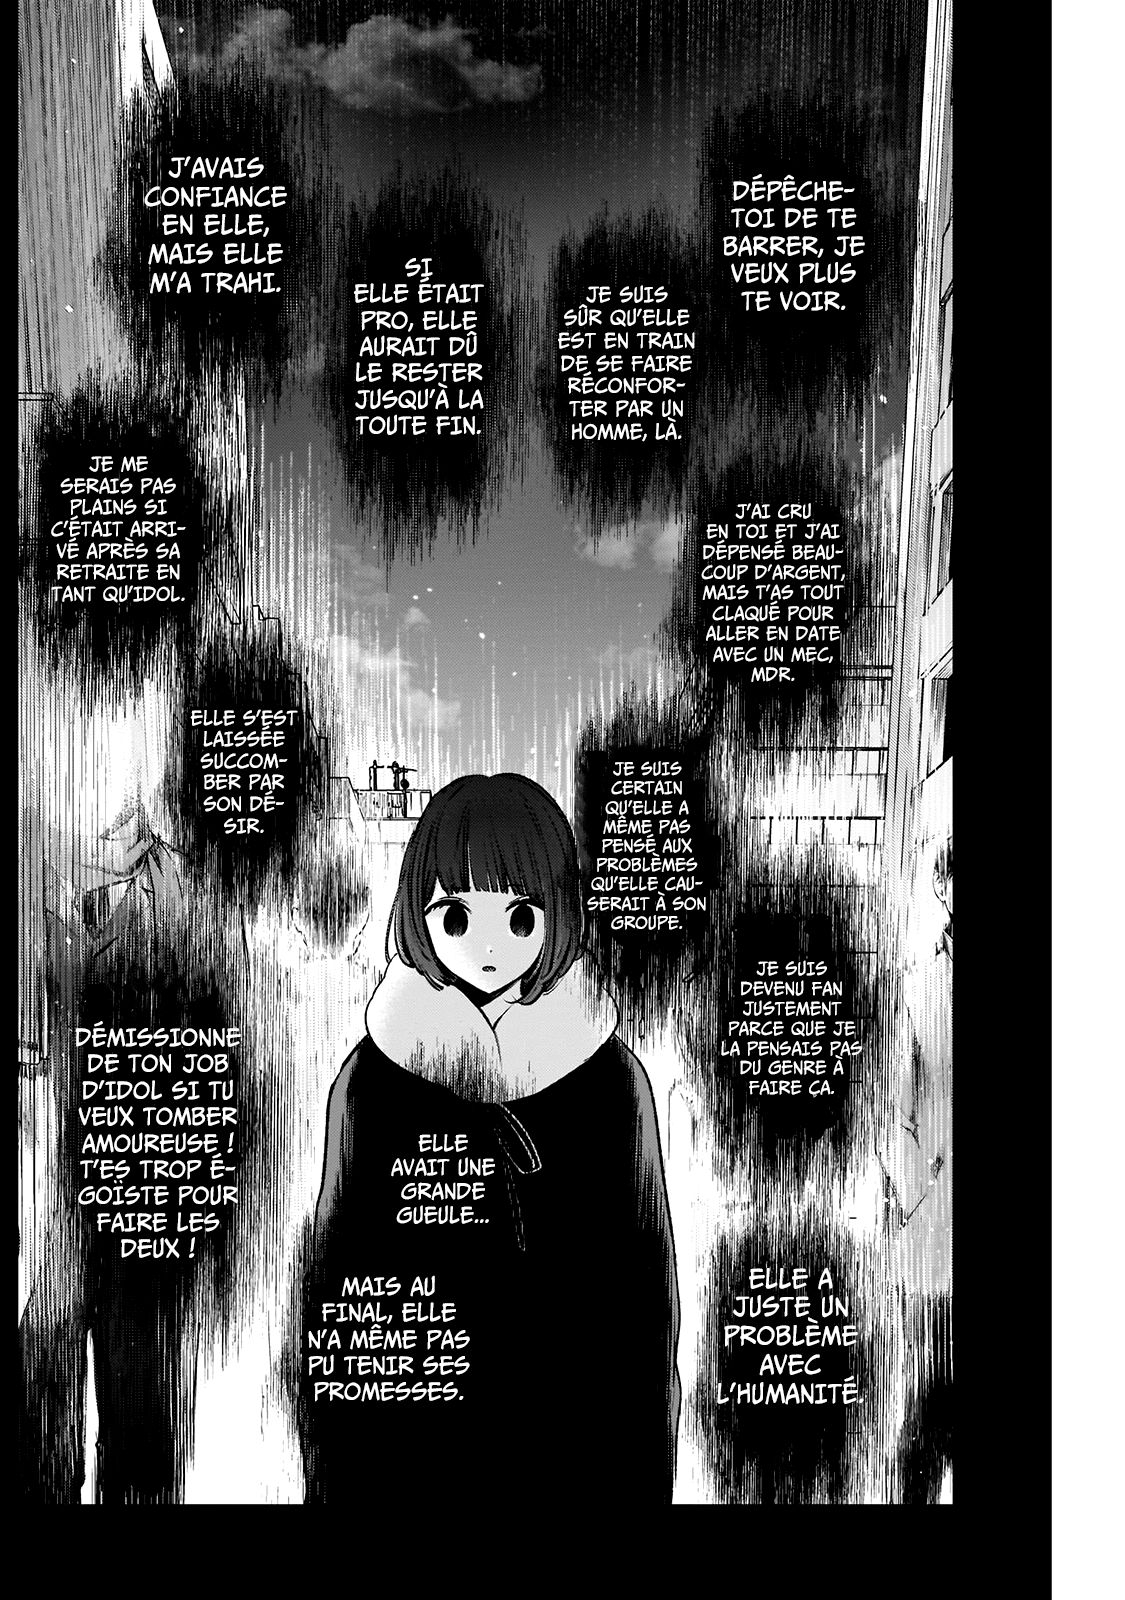 DÉPÊCHE-
TOI DE TE
BARRER, JE
VEUX PLUS
TE VOIR.
JE SUIS
SÛR QU'ELLE
EST EN TRAIN
DE SE FAIRE
RÉCONFOR-
TER PAR UN
HOMME, LÀ.
SI
ELLE ÉTAIT
PRO, ELLE
AURAIT DÛ
LE RESTER
JUSQU'À LA
TOUTE FIN.
J'AVAIS
CONFIANCE
EN ELLE,
MAIS ELLE
M'A TRAHI.
J'AI CRU
EN TOI ET J'AI
DÉPENSÉ BEAU-
COUP D'ARGENT,
MAIS T'AS TOUT
CLAQUÉ POUR
ALLER EN DATE
AVEC UN MEC,
MDR.
JE ME
SERAIS PAS
PLAINS SI
C'ÉTAIT ARRI-
VÉ APRÈS SA
RETRAITE EN
TANT QU'IDOL.
JE SUIS
CERTAIN
QU'ELLE A
MÊME PAS
PENSÉ AUX
PROBLÈMES
QU'ELLE CAU-
SERAIT À SON
GROUPE.
ELLE S'EST
LAISSÉE
SUCCOM-
BER PAR
SON DÉ-
SIR.
JE SUIS
DEVENU FAN
JUSTEMENT
PARCE QUE JE
LA PENSAIS PAS
DU GENRE À
FAIRE ÇA.
DÉMISSIONNE
DE TON JOB
D'IDOL SI TU
VEUX TOMBER
AMOUREUSE !
T'ES TROP É-
GOÏSTE POUR
FAIRE LES
DEUX !
ELLE
AVAIT UNE
GRANDE
GUEULE...
ELLE A
JUSTE UN
PROBLÈME
AVEC
L'HUMANITÉ.
MAIS AU
FINAL, ELLE
N'A MÊME PAS
PU TENIR SES
PROMESSES.